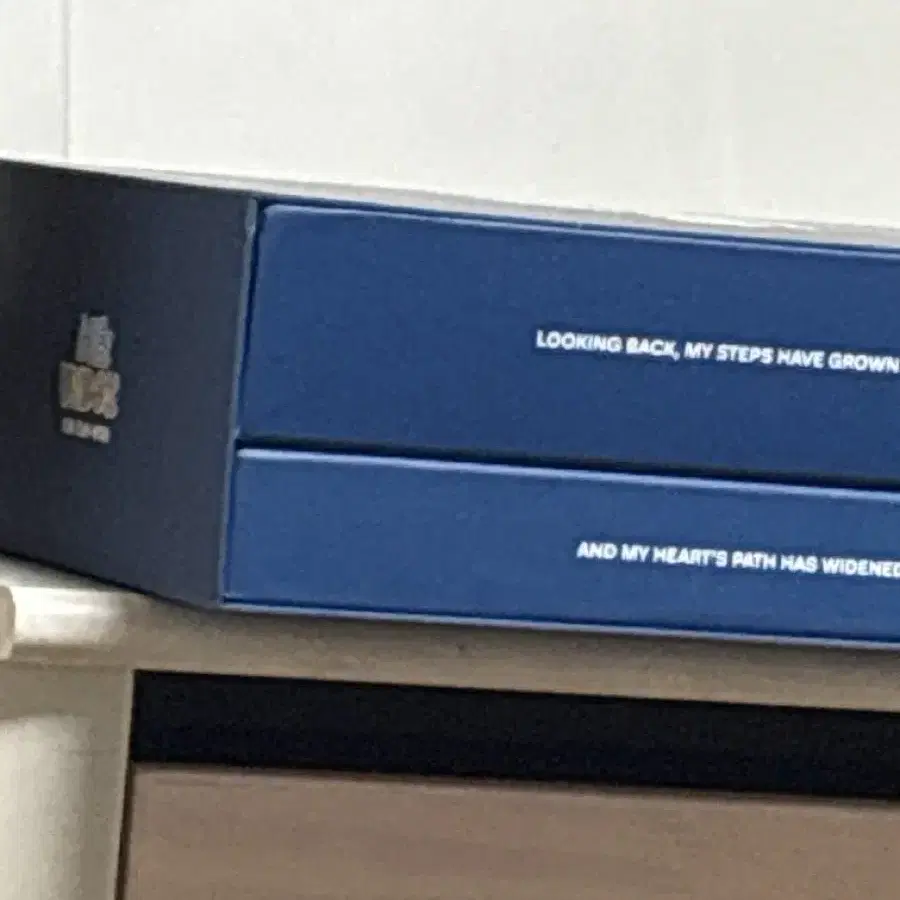 LOOKING BACK, MY STEPS HAVE GROWN
AND MY HEART'S PATH HAS WIDENED